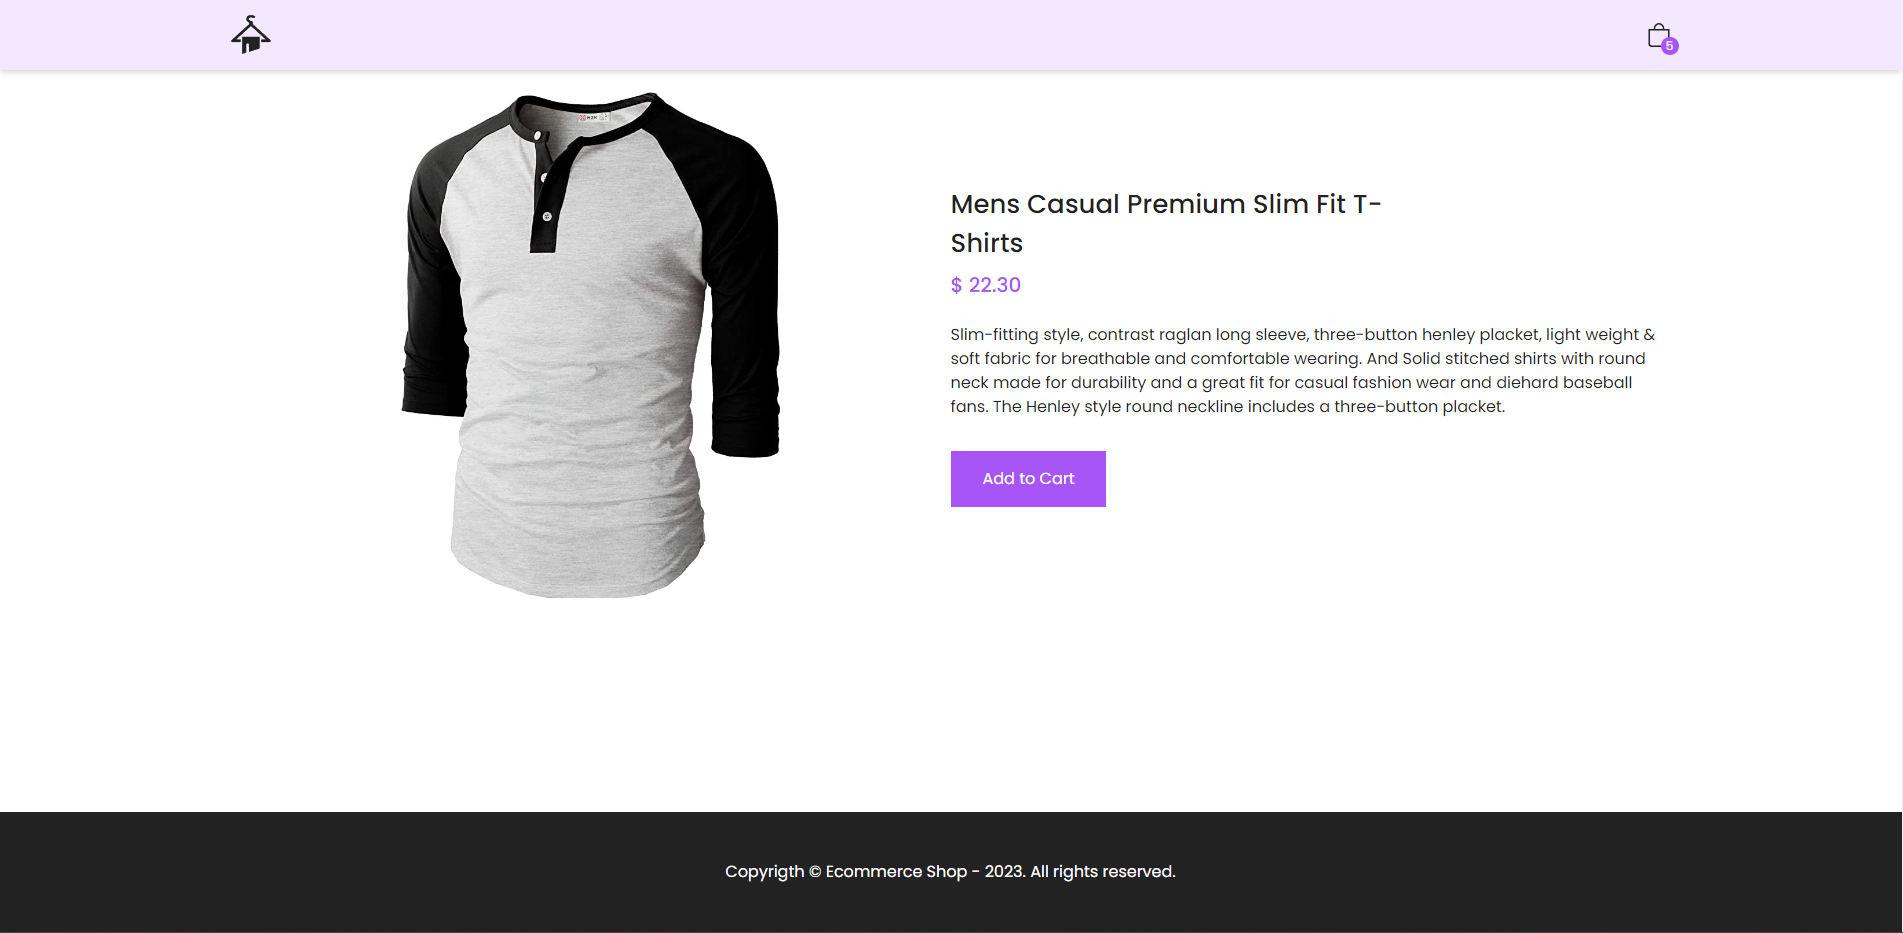 5
Mens Casual Premium Slim Fit T-
Shirts
$ 22.30
Slim-fitting style, contrast raglan long sleeve, three-button henley placket, light weight &
soft fabric for breathable and comfortable wearing. And Solid stitched shirts with round
neck made for durability and a great fit for casual fashion wear and diehard baseball
fans. The Henley style round neckline includes a three-button placket.
Add to Cart
Copyrigth © Ecommerce Shop - 2023. All rights reserved.